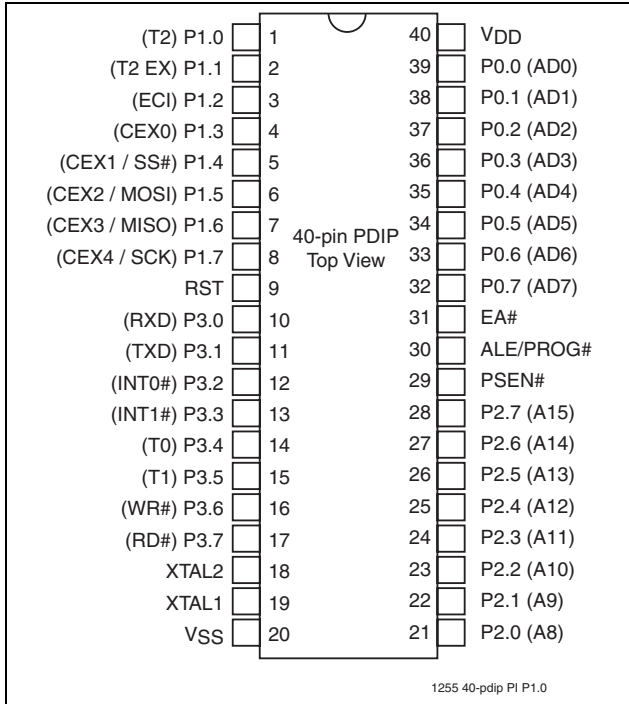 (T2) P1.0 1 40 VDD
(T2 EX) P1.1 2 39 P0.0 (AD0)
(ECI) P1.2 3 38 P0.1 (AD1)
(CEX0) P1.3 4 37 P0.2 (AD2)
(CEX1 / SS#) P1.4 5 36 P0.3 (AD3)
(CEX2 / MOSI) P1.5 6 35 P0.4 (AD4)
(CEX3 / MISO) P1.6 7 34 P0.5 (AD5)
40-pin PDIP
(CEX4 / SCK) P1.7 8 Top View 33 P0.6 (AD6)
RST 9 32 P0.7 (AD7)
(RXD) P3.0 10 31 EA#
(TXD) P3.1 11 30 ALE/PROG#
(INT0#) P3.2 12 29 PSEN#
(INT1#) P3.3 13 28 P2.7 (A15)
(T0) P3.4 14 27 P2.6 (A14)
(T1) P3.5 15 26 P2.5 (A13)
(WR#) P3.6 16 25 P2.4 (A12)
(RD#) P3.7 17 24 P2.3 (A11)
XTAL2 18 23 P2.2 (A10)
XTAL1 19 22 P2.1 (A9)
VSS 20 21 P2.0 (A8)
1255 40-pdip PI P1.0